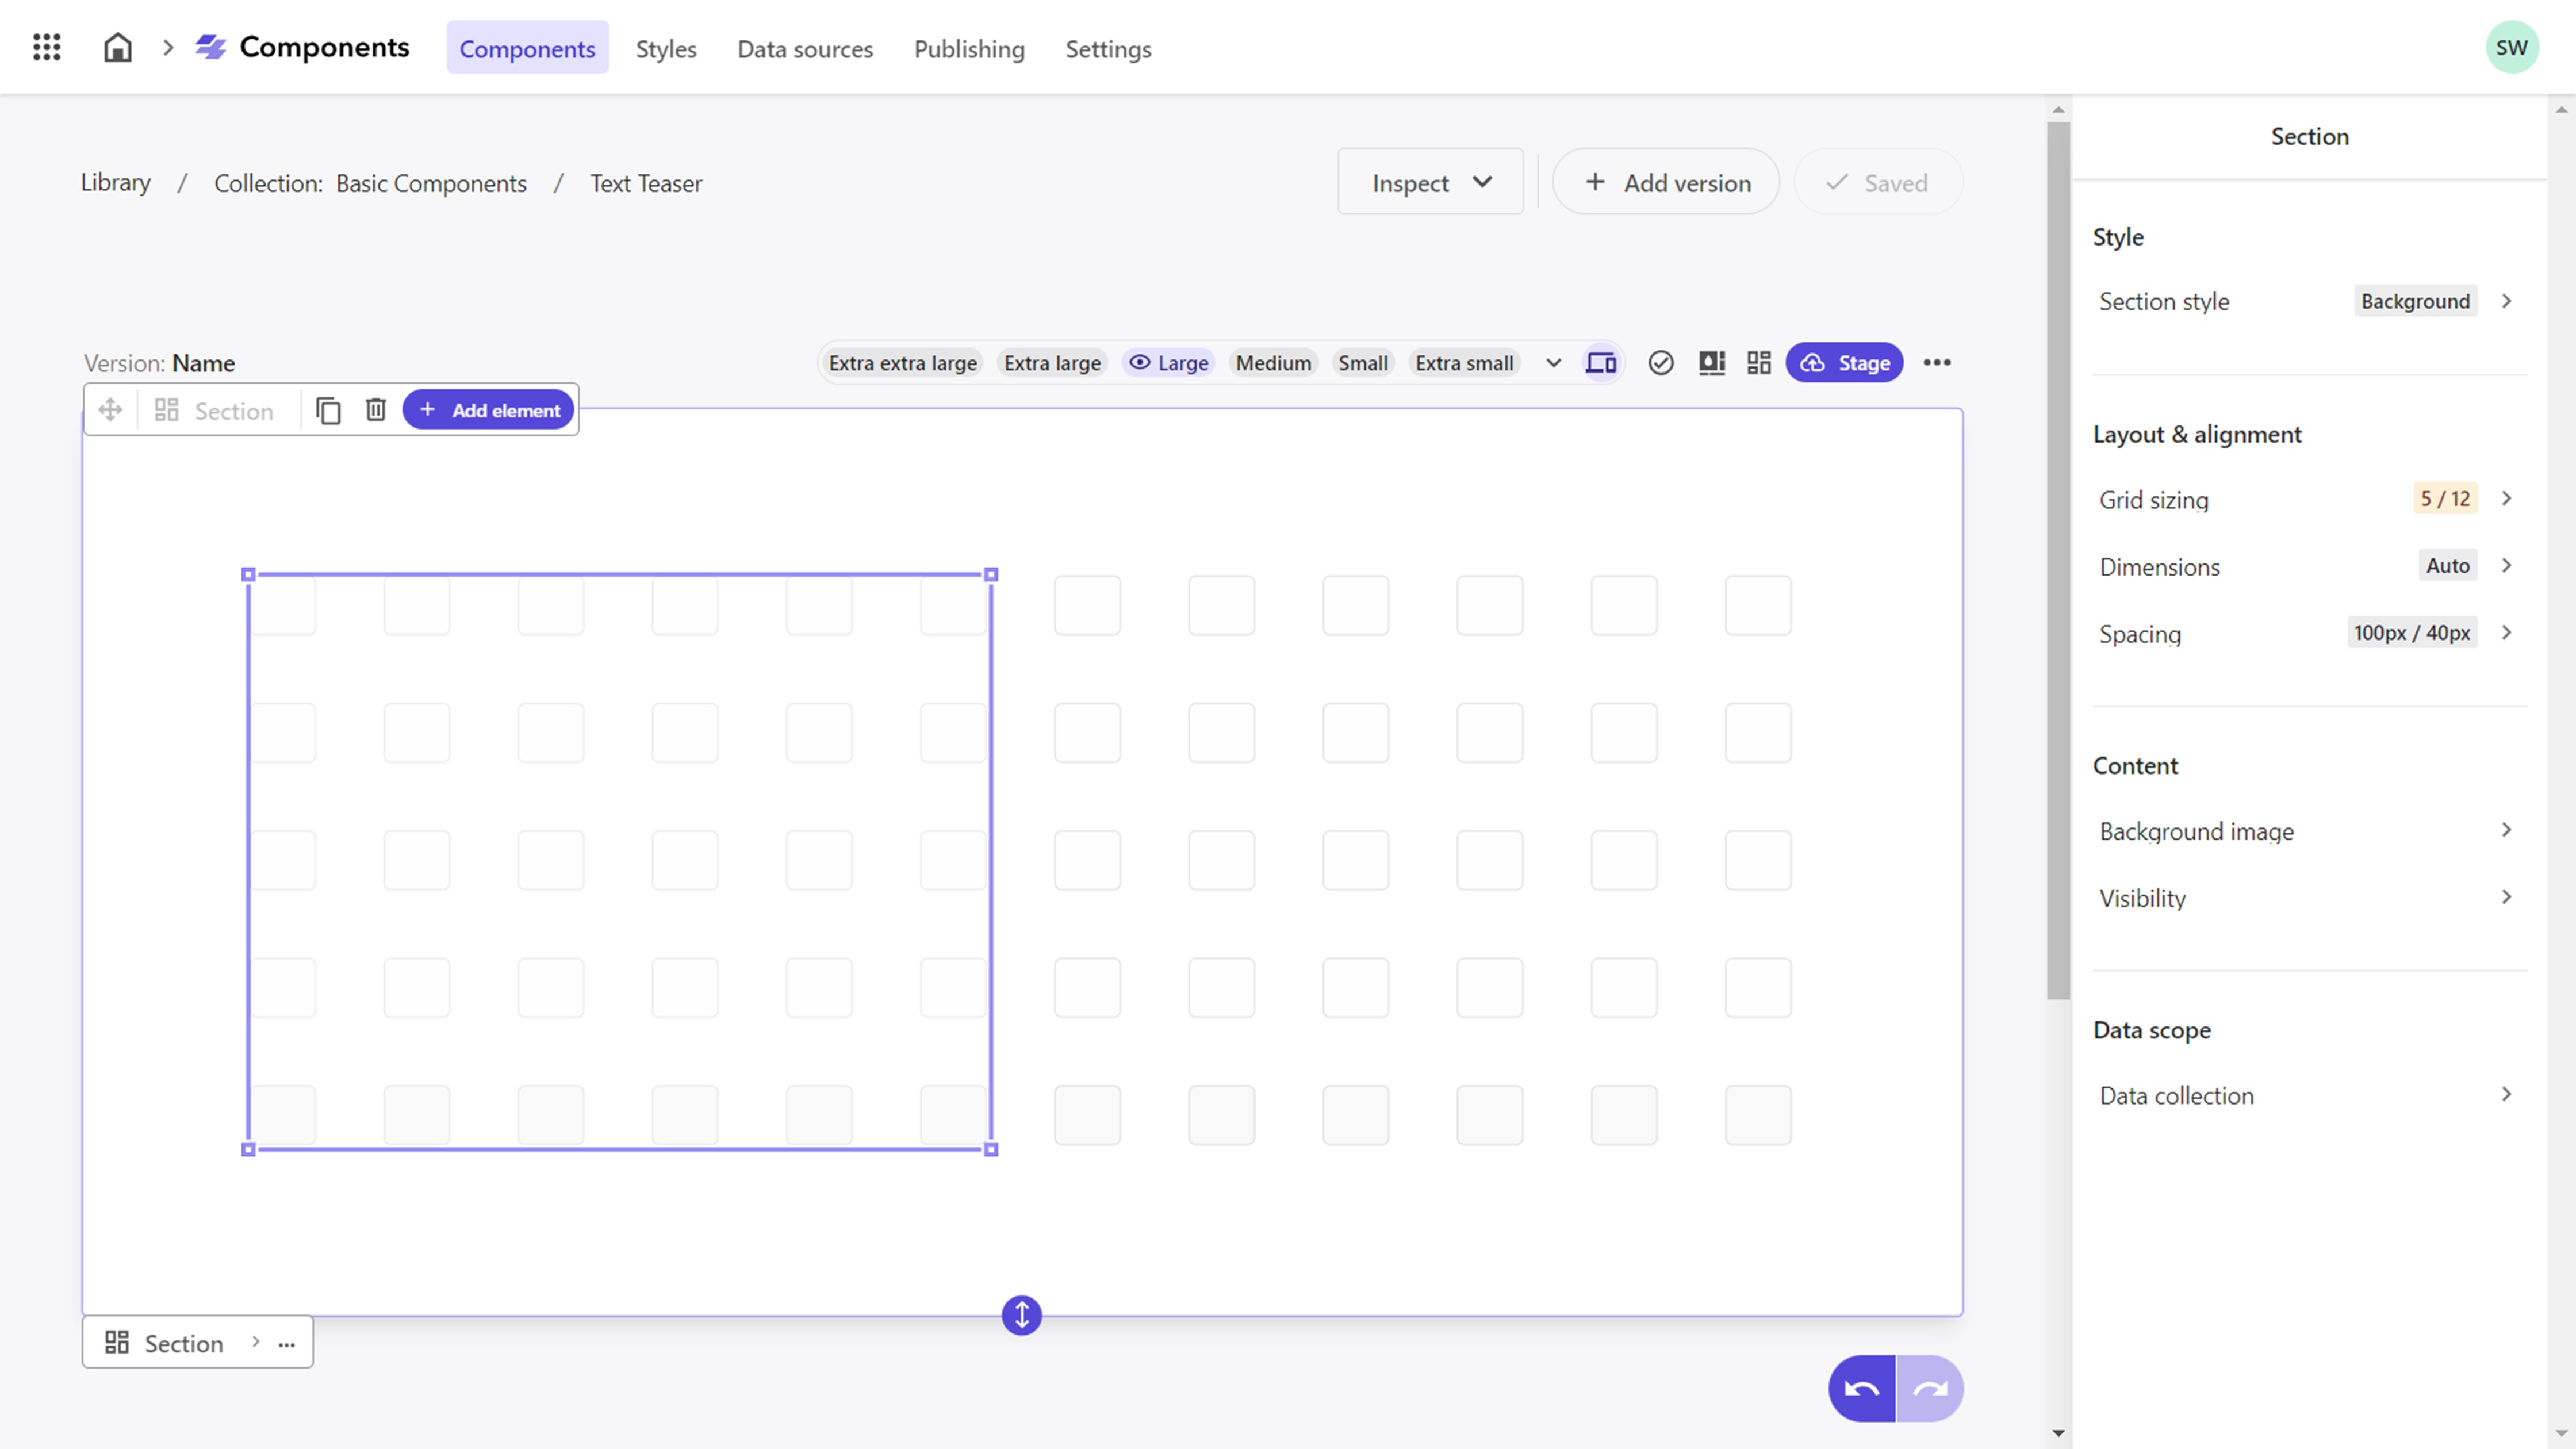 Components
Components Styles Data sources Publishing Settings
SW
Library / Collection: Basic Components / Text Teaser
Inspect
+ Add version
Saved
Section
Style
Section style Background
Version: Name
Extra extra large Extra large Large Medium Small Extra small
Stage
Section
+ Add element
Layout & alignment
Grid sizing 5 / 12
Dimensions Auto
Spacing 100px / 40px
Content
Background image
Visibility
Data scope
Data collection
Section > ...